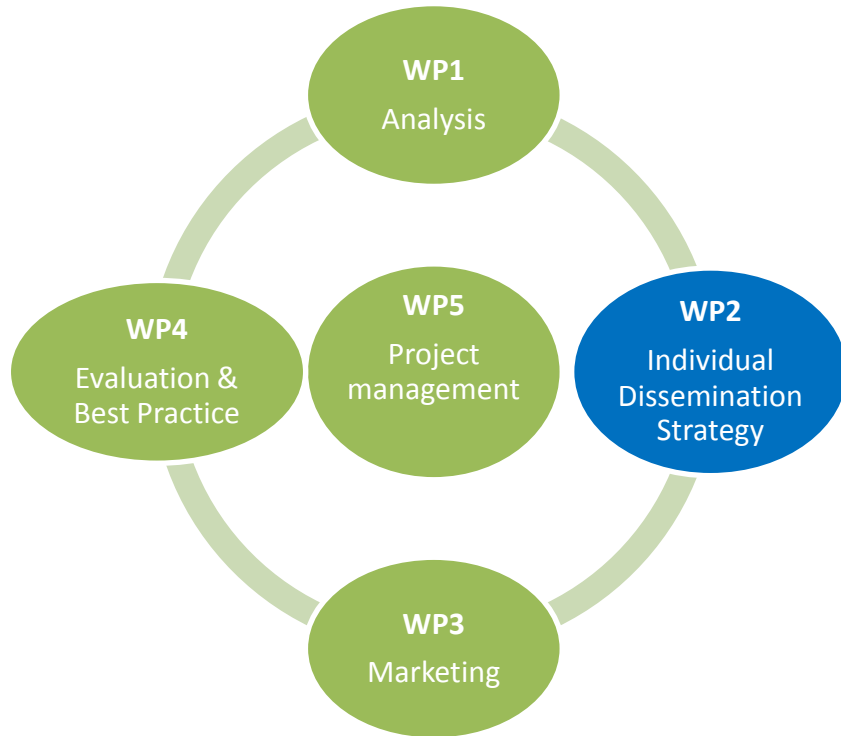 WP1
Analysis
WP5
Project
management
WP4
Evaluation &
Best Practice
WP2
Individual
Dissemination
Strategy
WP3
Marketing